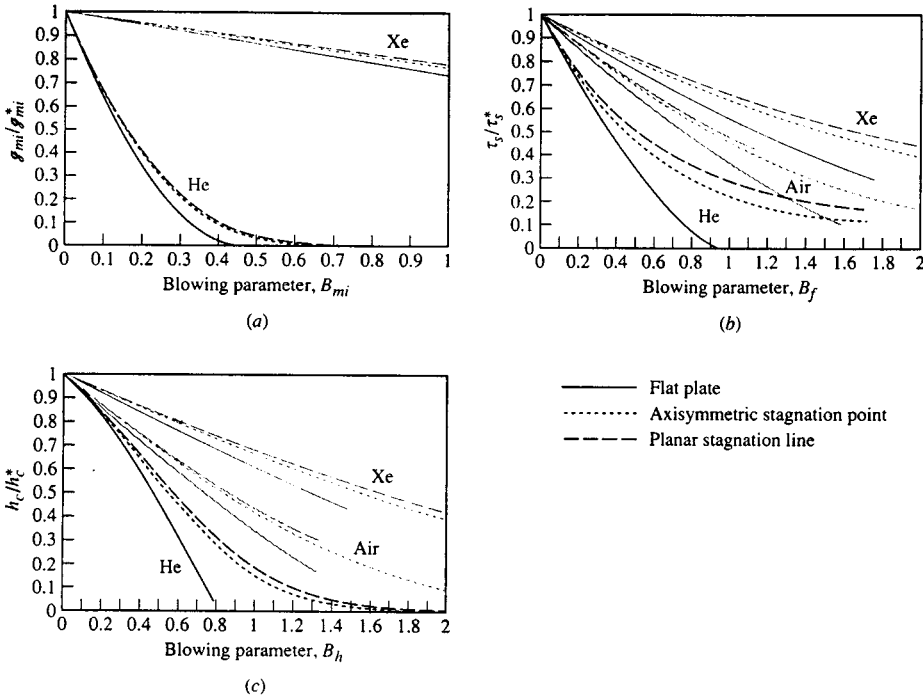 1
0.9
0.8
0.7
0.6
0.5
0.4
0.3
0.2
0.1
0
g_mi/g*_mi
Xe
He
0 0.1 0.2 0.3 0.4 0.5 0.6 0.7 0.8 0.9 1
Blowing parameter, B_mi
(a)
1
0.9
0.8
0.7
0.6
0.5
0.4
0.3
0.2
0.1
0
τ_s/τ*_s
Xe
Air
He
0 0.2 0.4 0.6 0.8 1 1.2 1.4 1.6 1.8 2
Blowing parameter, B_f
(b)
1
0.9
0.8
0.7
0.6
0.5
0.4
0.3
0.2
0.1
0
h_c/h*_c
Xe
Air
He
0 0.2 0.4 0.6 0.8 1 1.2 1.4 1.6 1.8 2
Blowing parameter, B_h
(c)
Flat plate
Axisymmetric stagnation point
Planar stagnation line